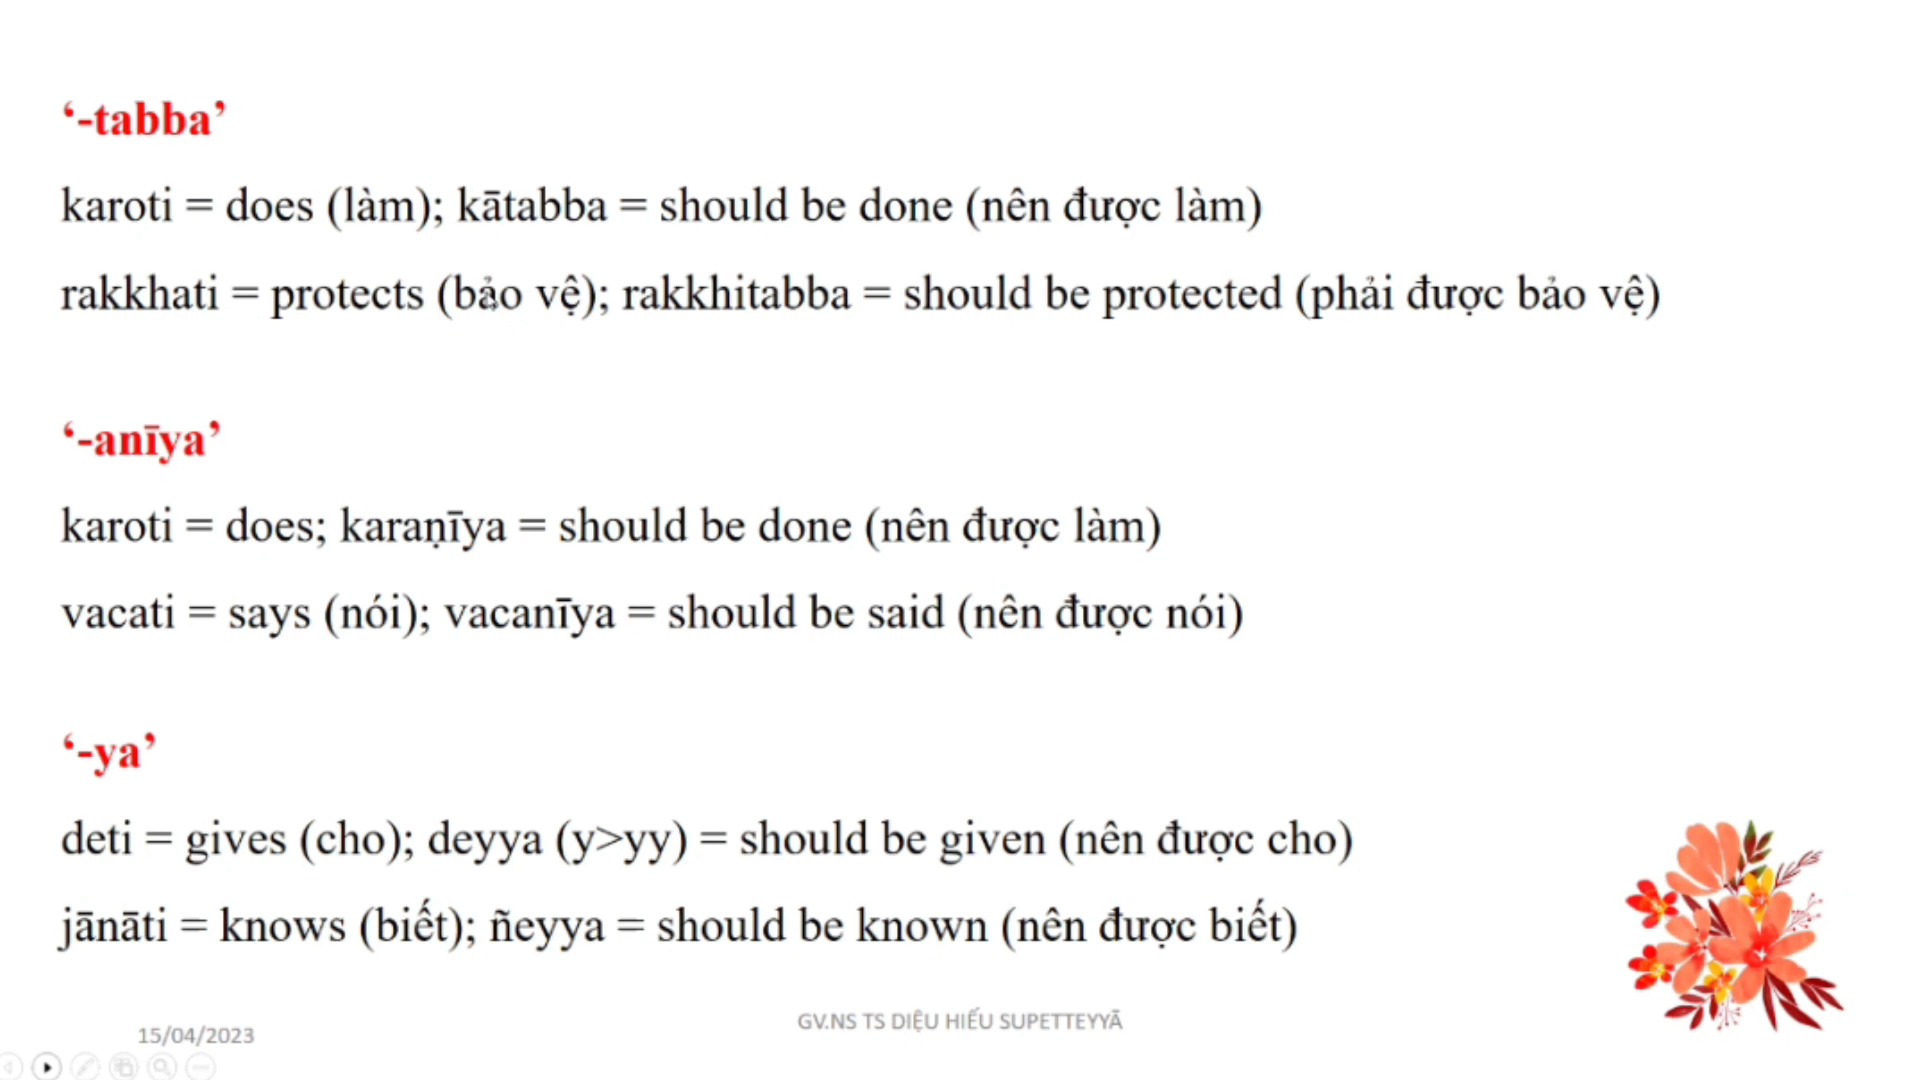 ‘-tabba’
karoti = does (làm); kātabba = should be done (nên được làm)
rakkhati = protects (bảo vệ); rakkhitabba = should be protected (phải được bảo vệ)
‘-anīya’
karoti = does; karaṇīya = should be done (nên được làm)
vacati = says (nói); vacanīya = should be said (nên được nói)
‘-ya’
deti = gives (cho); deyya (y>yy) = should be given (nên được cho)
jānāti = knows (biết); ñeyya = should be known (nên được biết)
GV.NS TS DIỆU HIẾU SUPETTEYYĀ
15/04/2023